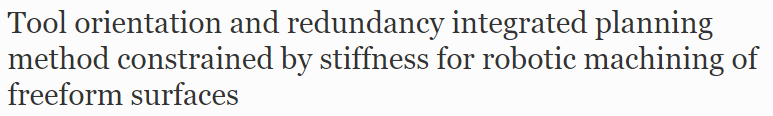 Tool orientation and redundancy integrated planning
method constrained by stiffness for robotic machining of
freeform surfaces